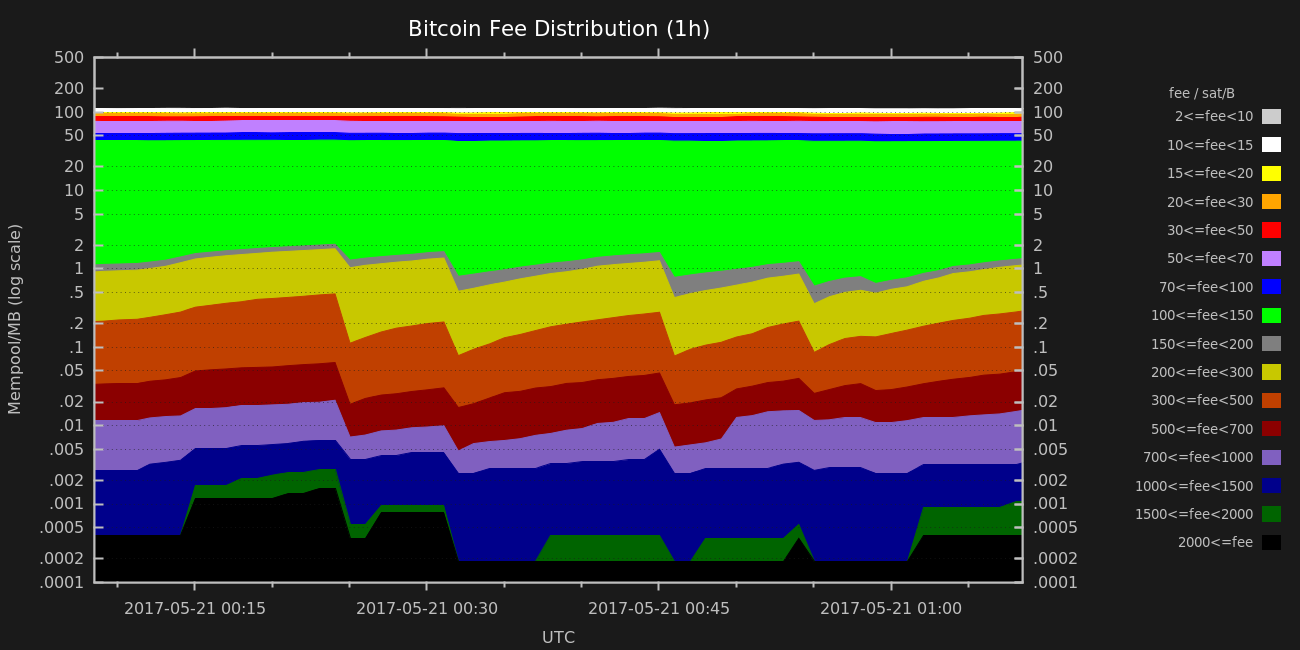 Bitcoin Fee Distribution (1h)
500
200
100
50
20
10
5
2
1
.5
.2
.1
.05
.02
.01
.005
.002
.001
.0005
.0002
.0001
Mempool/MB (log scale)
500
200
100
50
20
10
5
2
1
.5
.2
.1
.05
.02
.01
.005
.002
.001
.0005
.0002
.0001
2017-05-21 00:15
2017-05-21 00:30
2017-05-21 00:45
2017-05-21 01:00
UTC
fee / sat/B
2<=fee<10
10<=fee<15
15<=fee<20
20<=fee<30
30<=fee<50
50<=fee<70
70<=fee<100
100<=fee<150
150<=fee<200
200<=fee<300
300<=fee<500
500<=fee<700
700<=fee<1000
1000<=fee<1500
1500<=fee<2000
2000<=fee